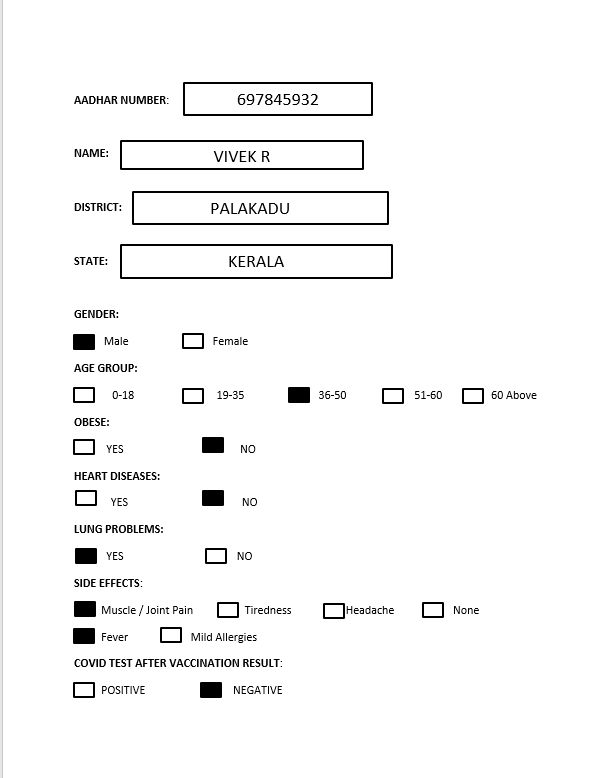 AADHAR NUMBER: 697845932
NAME: VIVEK R
DISTRICT: PALAKADU
STATE: KERALA
GENDER:
Male Female
AGE GROUP:
0-18 19-35 36-50 51-60 60 Above
OBESE:
YES NO
HEART DISEASES:
YES NO
LUNG PROBLEMS:
YES NO
SIDE EFFECTS:
Muscle / Joint Pain Tiredness Headache None
Fever Mild Allergies
COVID TEST AFTER VACCINATION RESULT:
POSITIVE NEGATIVE